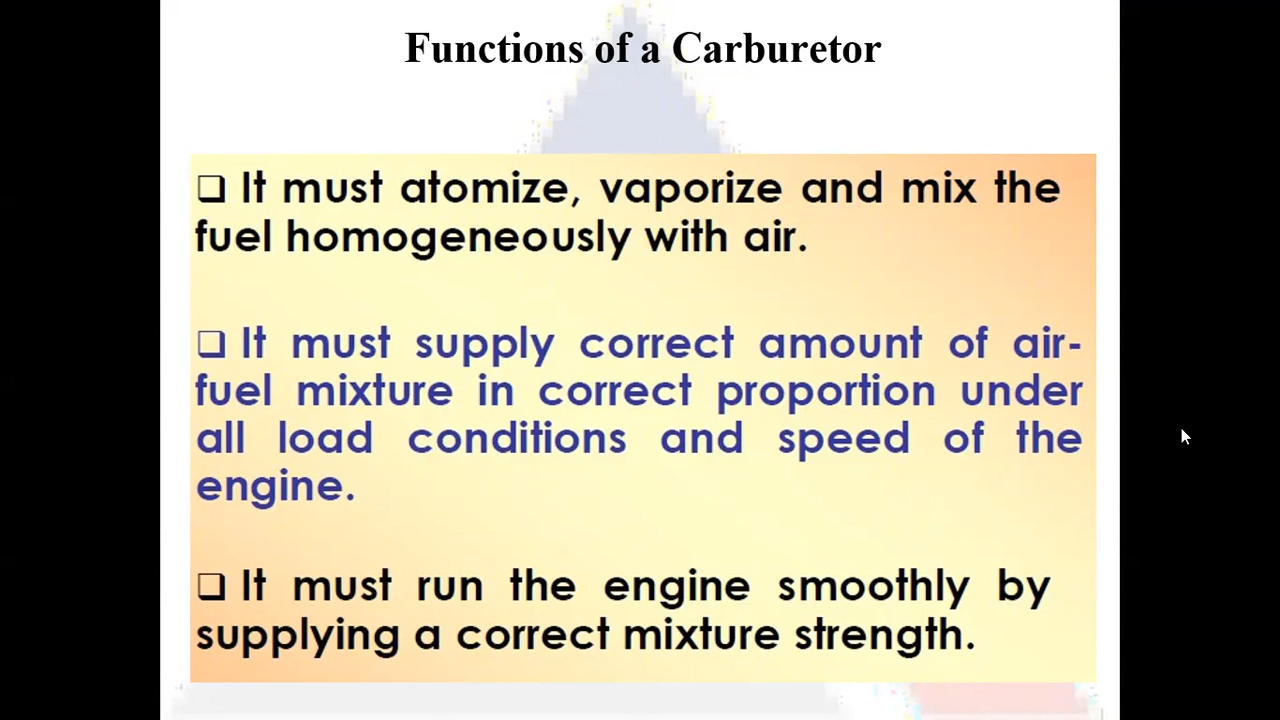 Functions of a Carburetor
❑ It must atomize, vaporize and mix the
fuel homogeneously with air.
❑ It must supply correct amount of air-
fuel mixture in correct proportion under
all load conditions and speed of the
engine.
❑ It must run the engine smoothly by
supplying a correct mixture strength.